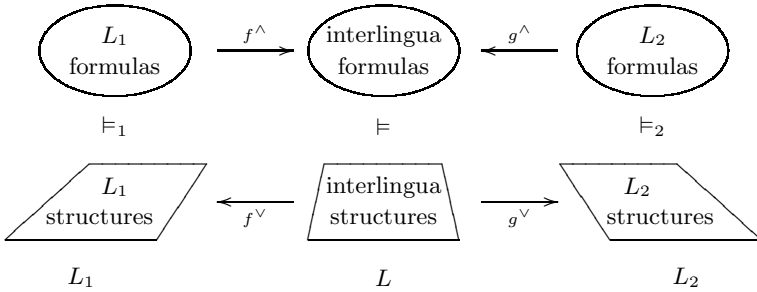 L₁ formulas
f^∧
interlingua formulas
g^∧
L₂ formulas
⊨₁
⊨
⊨₂
L₁ structures
f^∨
interlingua structures
g^∨
L₂ structures
L₁
L
L₂